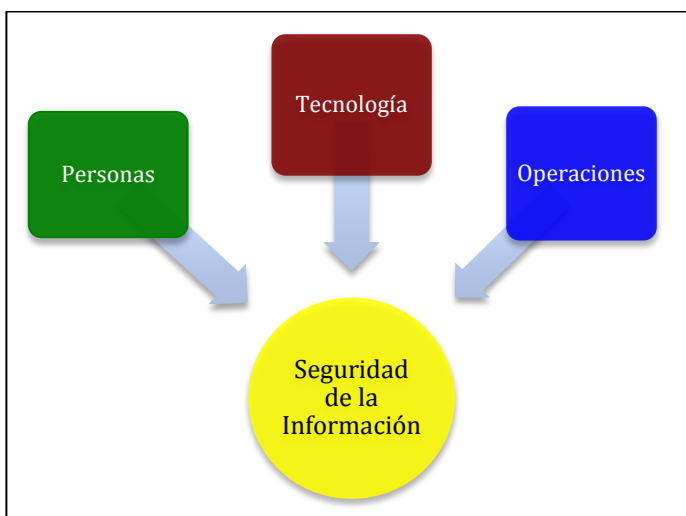 Tecnología
Personas
Operaciones
Seguridad
de la
Información